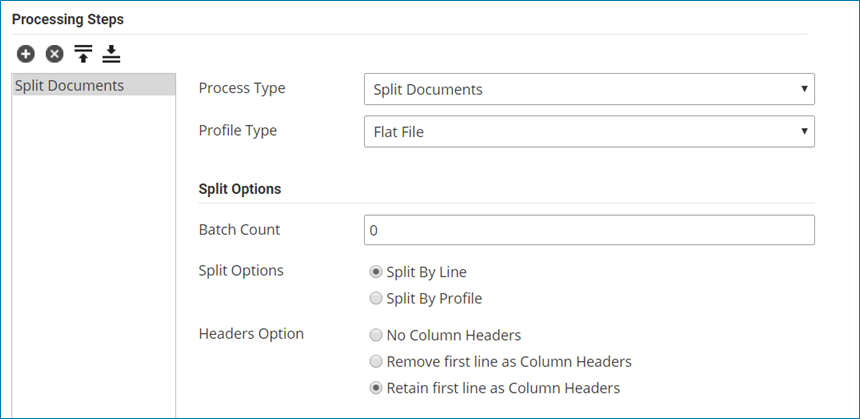 Processing Steps
Split Documents
Process Type
Split Documents
Profile Type
Flat File
Split Options
Batch Count
0
Split Options
Split By Line
Split By Profile
Headers Option
No Column Headers
Remove first line as Column Headers
Retain first line as Column Headers